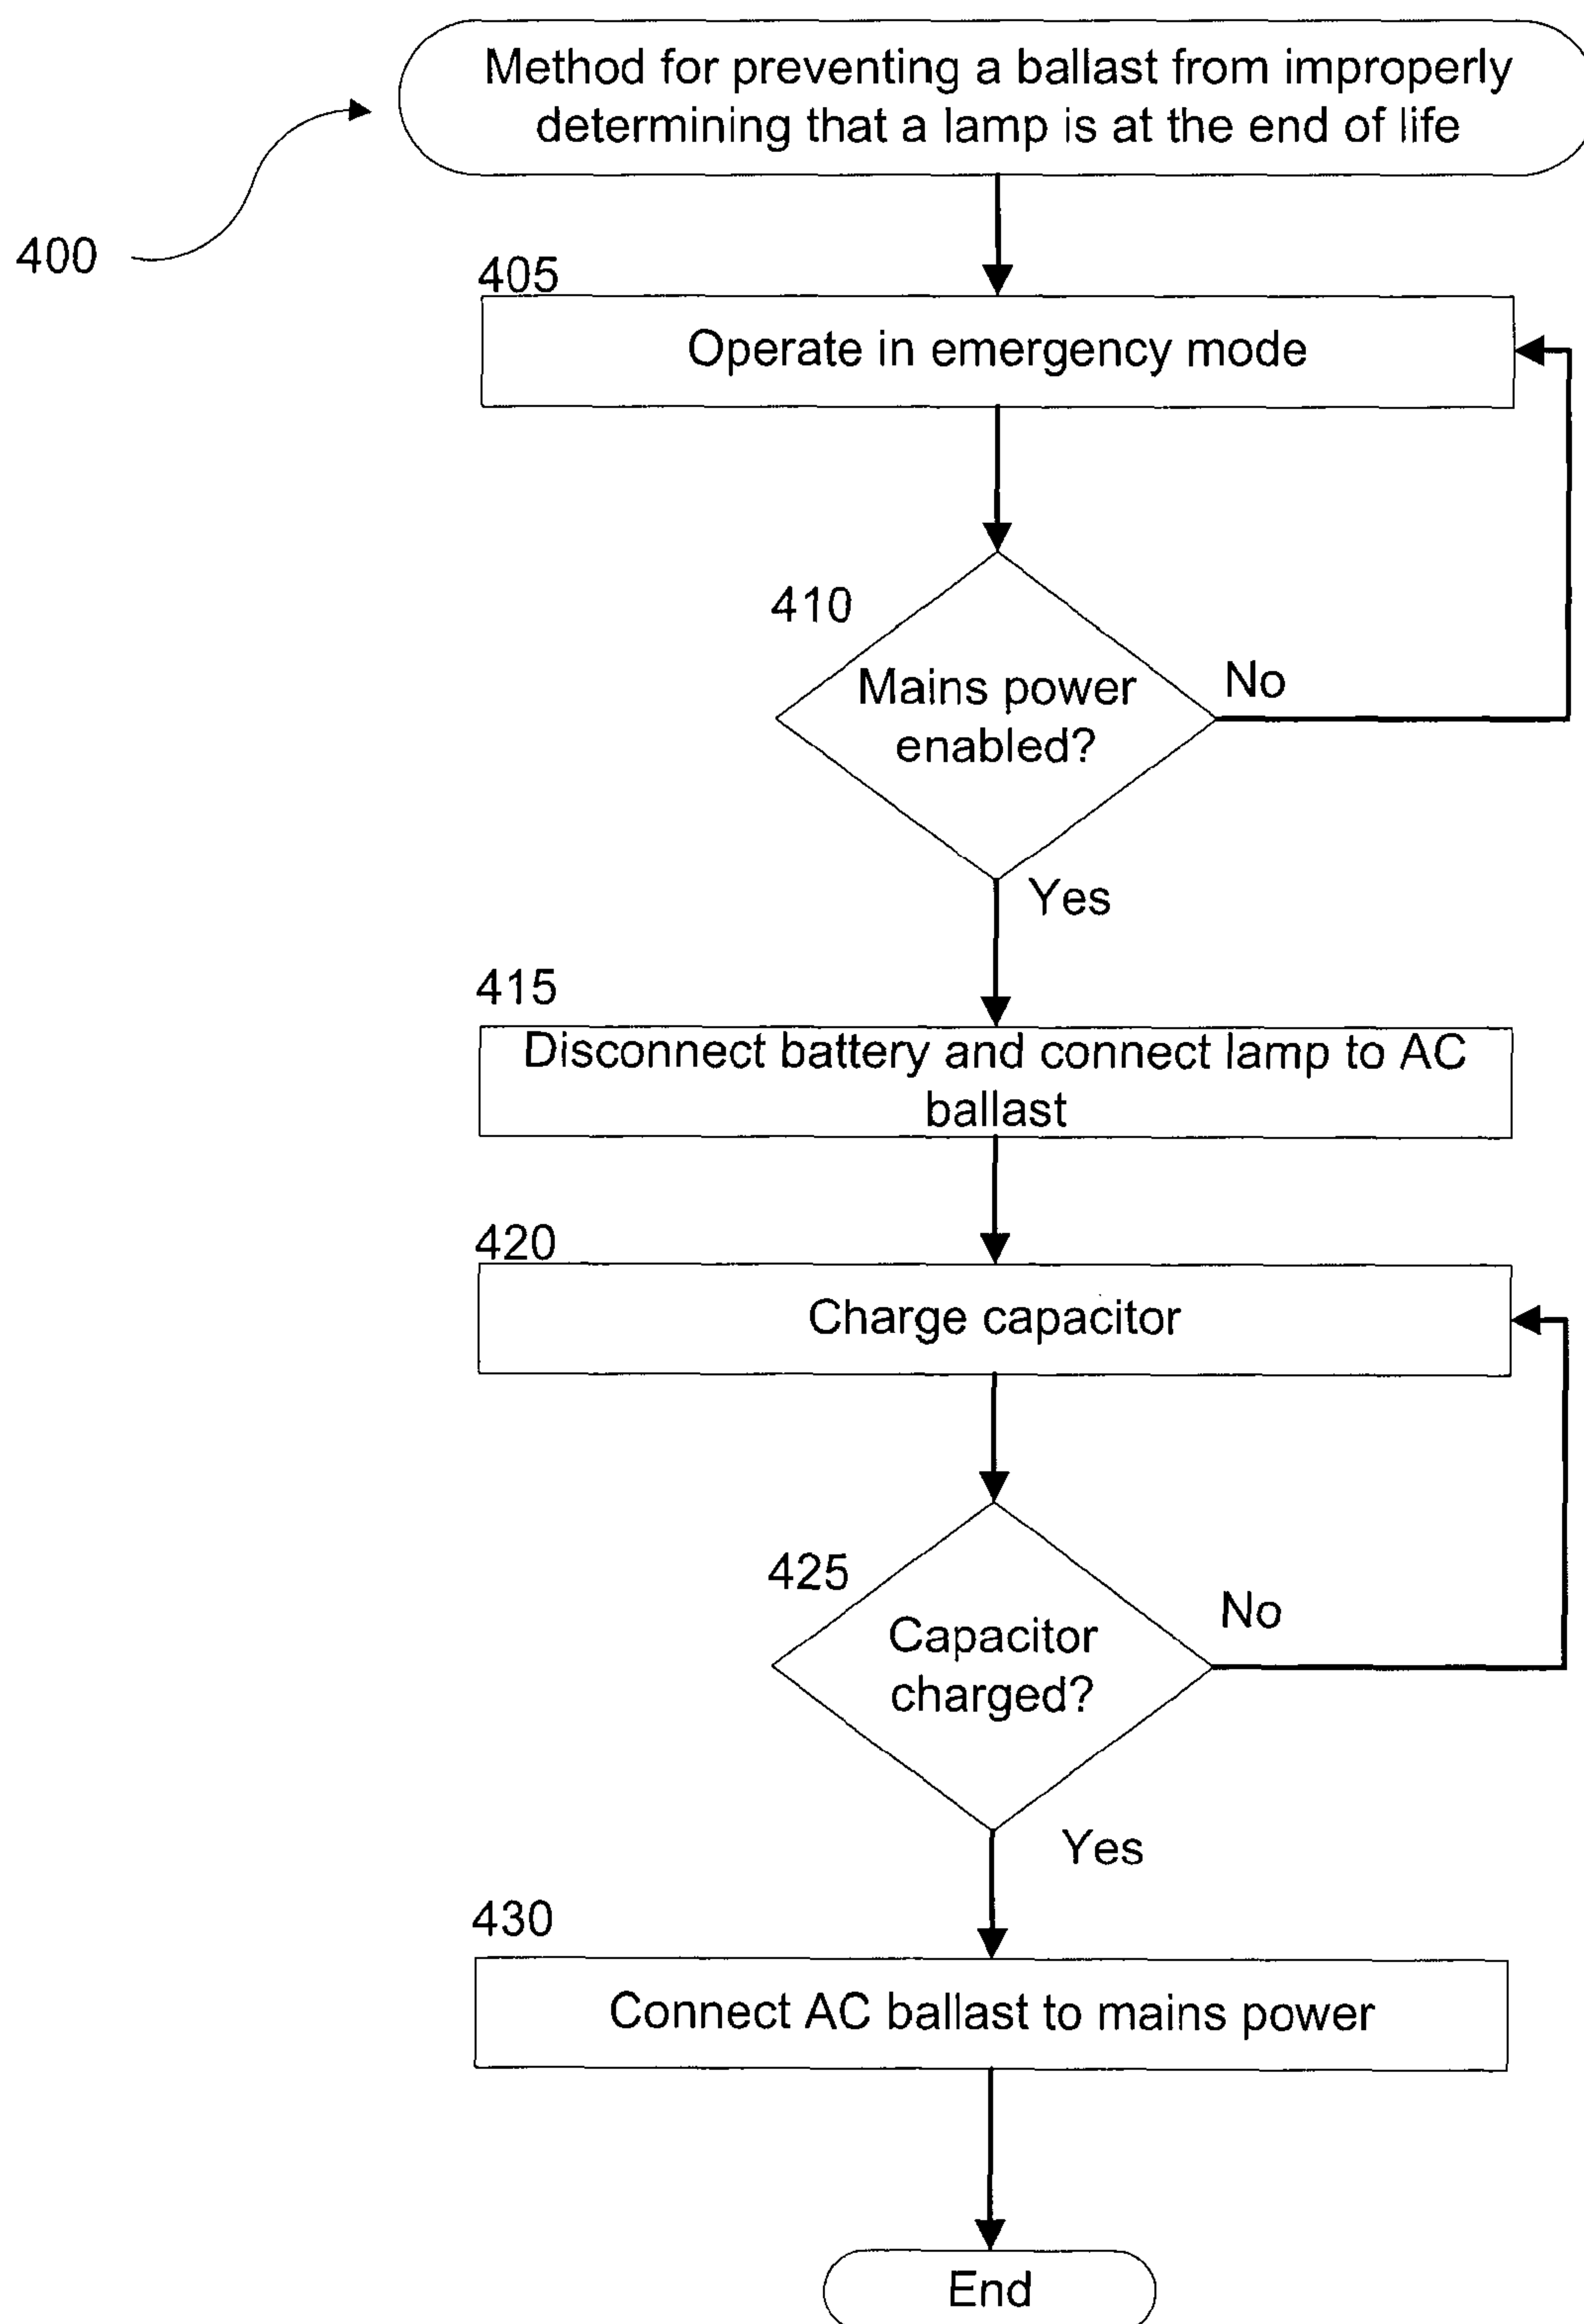 Method for preventing a ballast from improperly
determining that a lamp is at the end of life
400
405
Operate in emergency mode
410
Mains power
enabled?
No
Yes
415
Disconnect battery and connect lamp to AC
ballast
420
Charge capacitor
425
Capacitor
charged?
No
Yes
430
Connect AC ballast to mains power
End